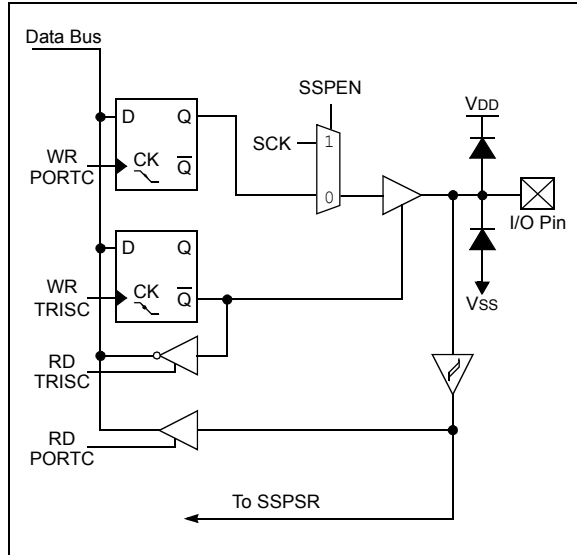 Data Bus
SSPEN
VDD
D Q
SCK 1
WR
PORTC
CK
Q
0
I/O Pin
D Q
VSS
WR
TRISC
CK
Q
RD
TRISC
RD
PORTC
To SSPSR